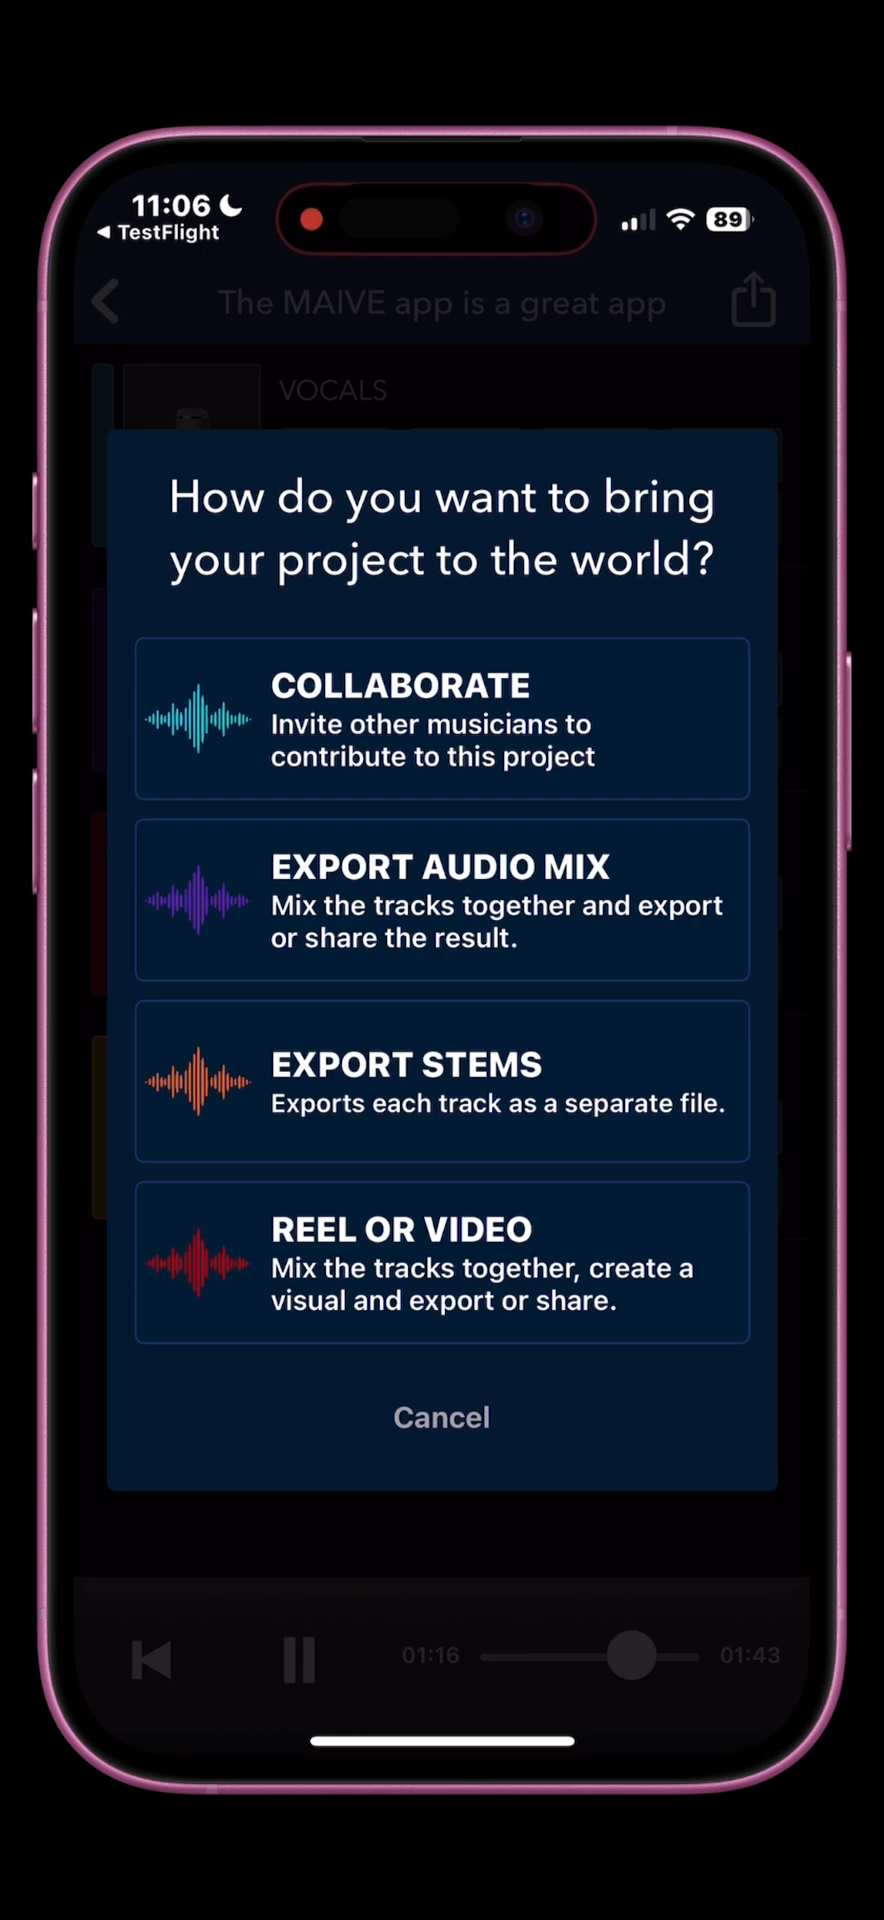 11:06
◀ TestFlight
89
The MAIVE app is a great app
VOCALS
How do you want to bring
your project to the world?
COLLABORATE
Invite other musicians to
contribute to this project
EXPORT AUDIO MIX
Mix the tracks together and export
or share the result.
EXPORT STEMS
Exports each track as a separate file.
REEL OR VIDEO
Mix the tracks together, create a
visual and export or share.
Cancel
01:16
01:43